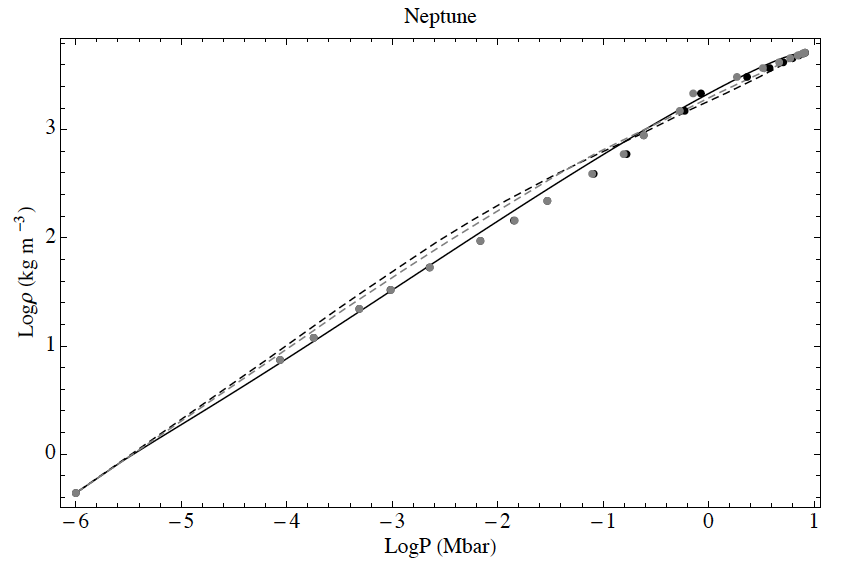 Neptune
Logρ (kg m⁻³)
3
2
1
0
−6 −5 −4 −3 −2 −1 0 1
LogP (Mbar)